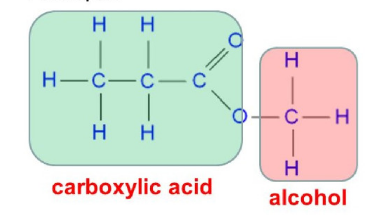 H H O
H C C C H
H H O C H
H
carboxylic acid
alcohol